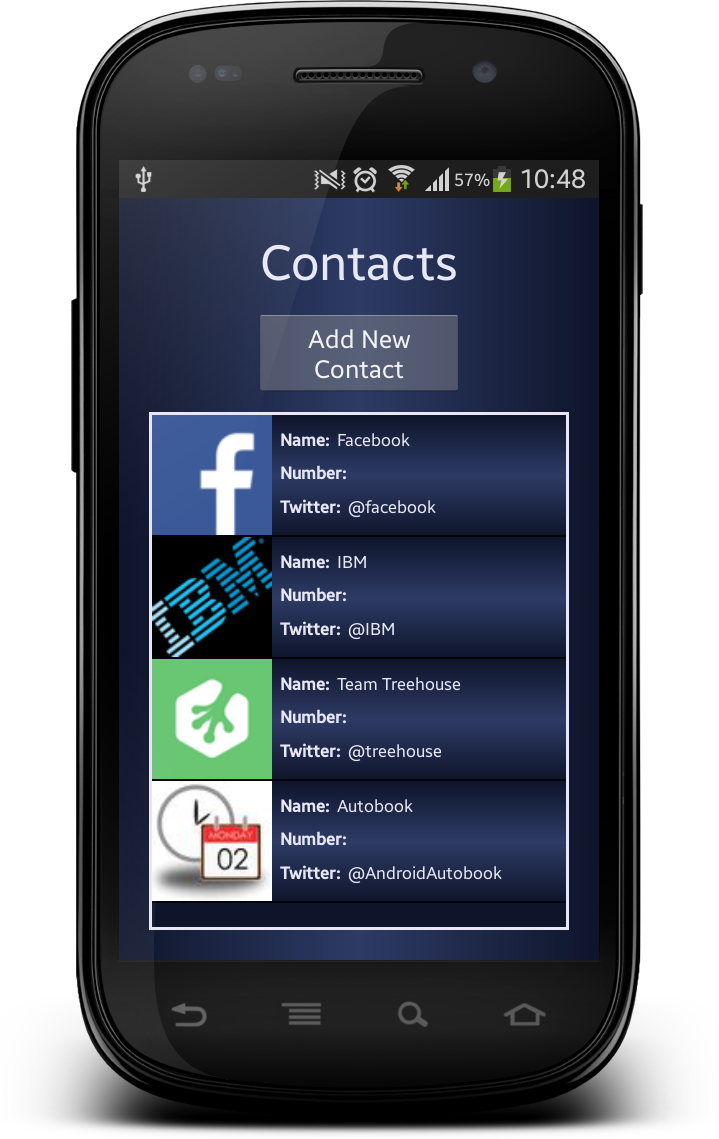 57% 10:48
Contacts
Add New
Contact
Name: Facebook
Number:
Twitter: @facebook
IBM
Name: IBM
Number:
Twitter: @IBM
Name: Team Treehouse
Number:
Twitter: @treehouse
MONDAY
02
Name: Autobook
Number:
Twitter: @AndroidAutobook